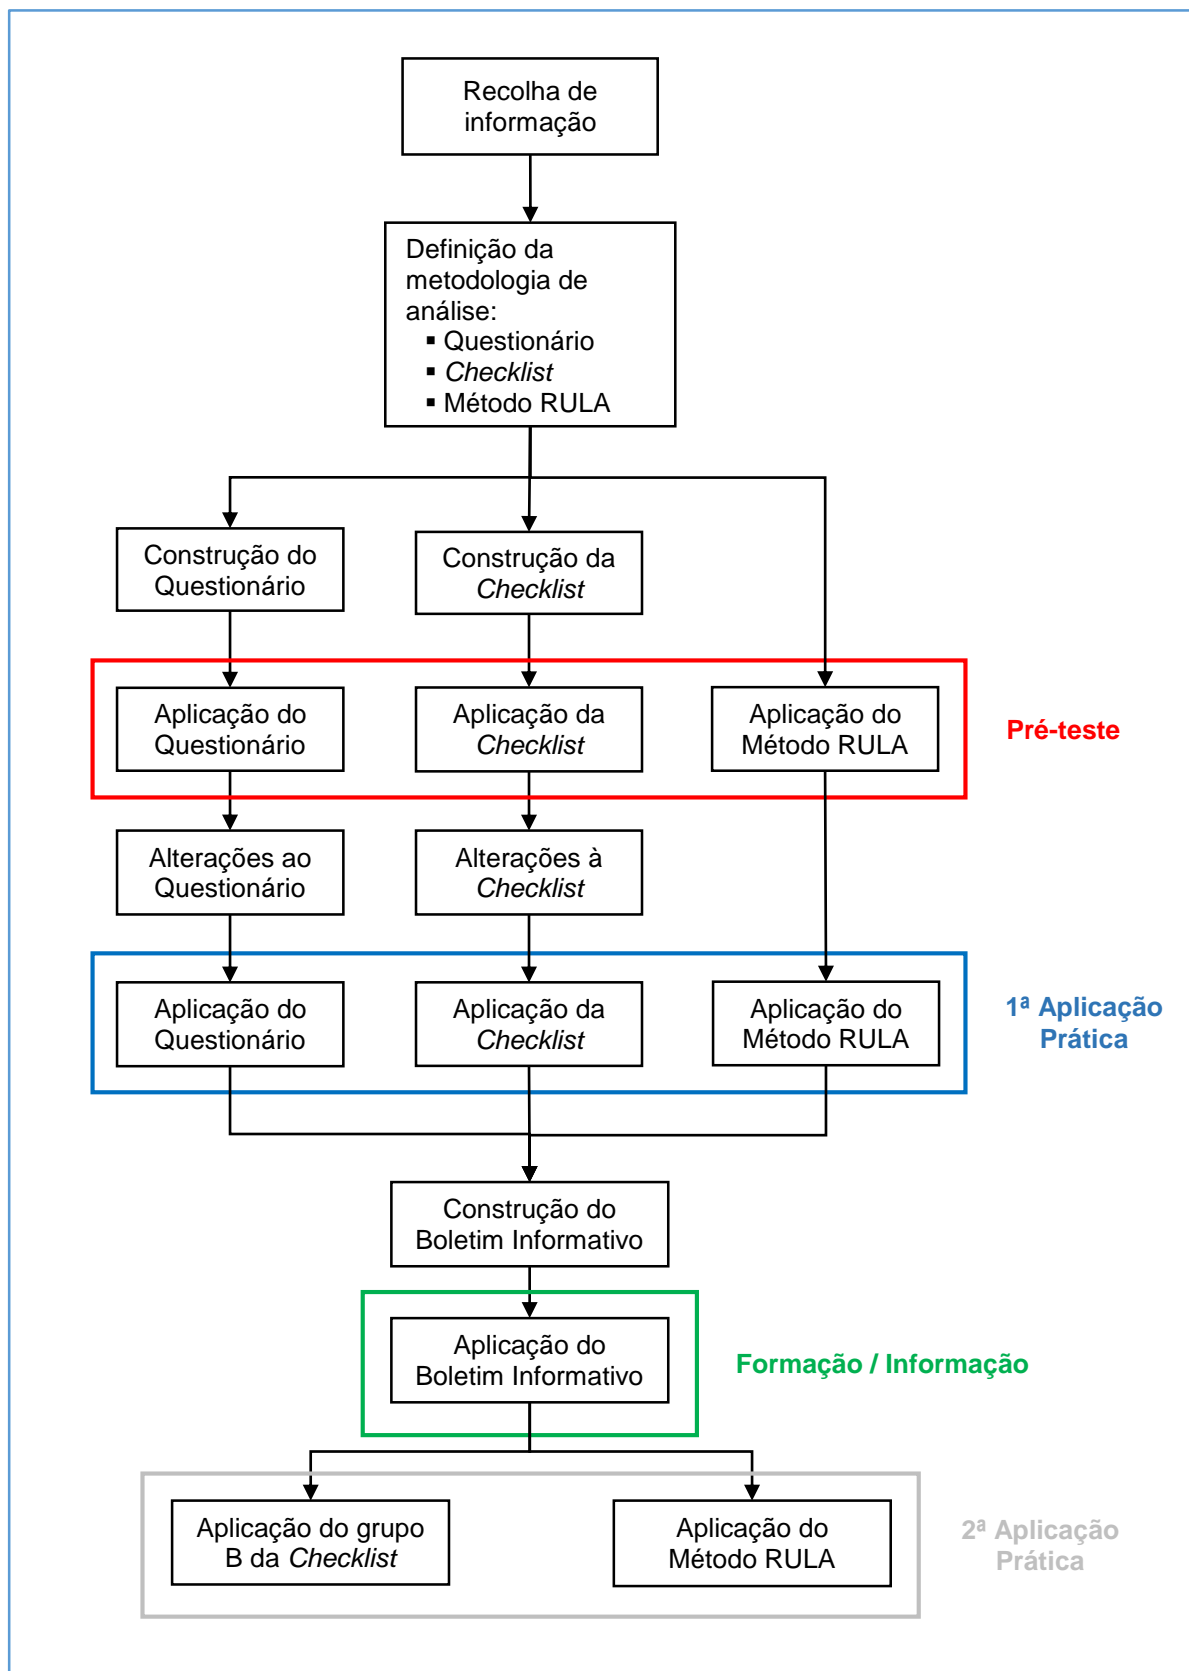 Recolha de
informação
Definição da
metodologia de
análise:
▪ Questionário
▪ Checklist
▪ Método RULA
Construção do
Questionário
Construção da
Checklist
Aplicação do
Questionário
Aplicação da
Checklist
Aplicação do
Método RULA
Pré-teste
Alterações ao
Questionário
Alterações à
Checklist
Aplicação do
Questionário
Aplicação da
Checklist
Aplicação do
Método RULA
1ª Aplicação
Prática
Construção do
Boletim Informativo
Aplicação do
Boletim Informativo
Formação / Informação
Aplicação do grupo
B da Checklist
Aplicação do
Método RULA
2ª Aplicação
Prática